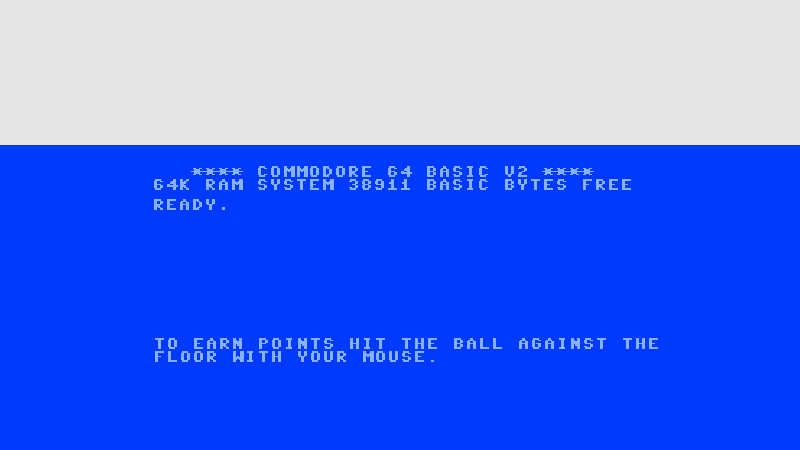 **** COMMODORE 64 BASIC V2 ****
64K RAM SYSTEM 38911 BASIC BYTES FREE
READY.
TO EARN POINTS HIT THE BALL AGAINST THE
FLOOR WITH YOUR MOUSE.